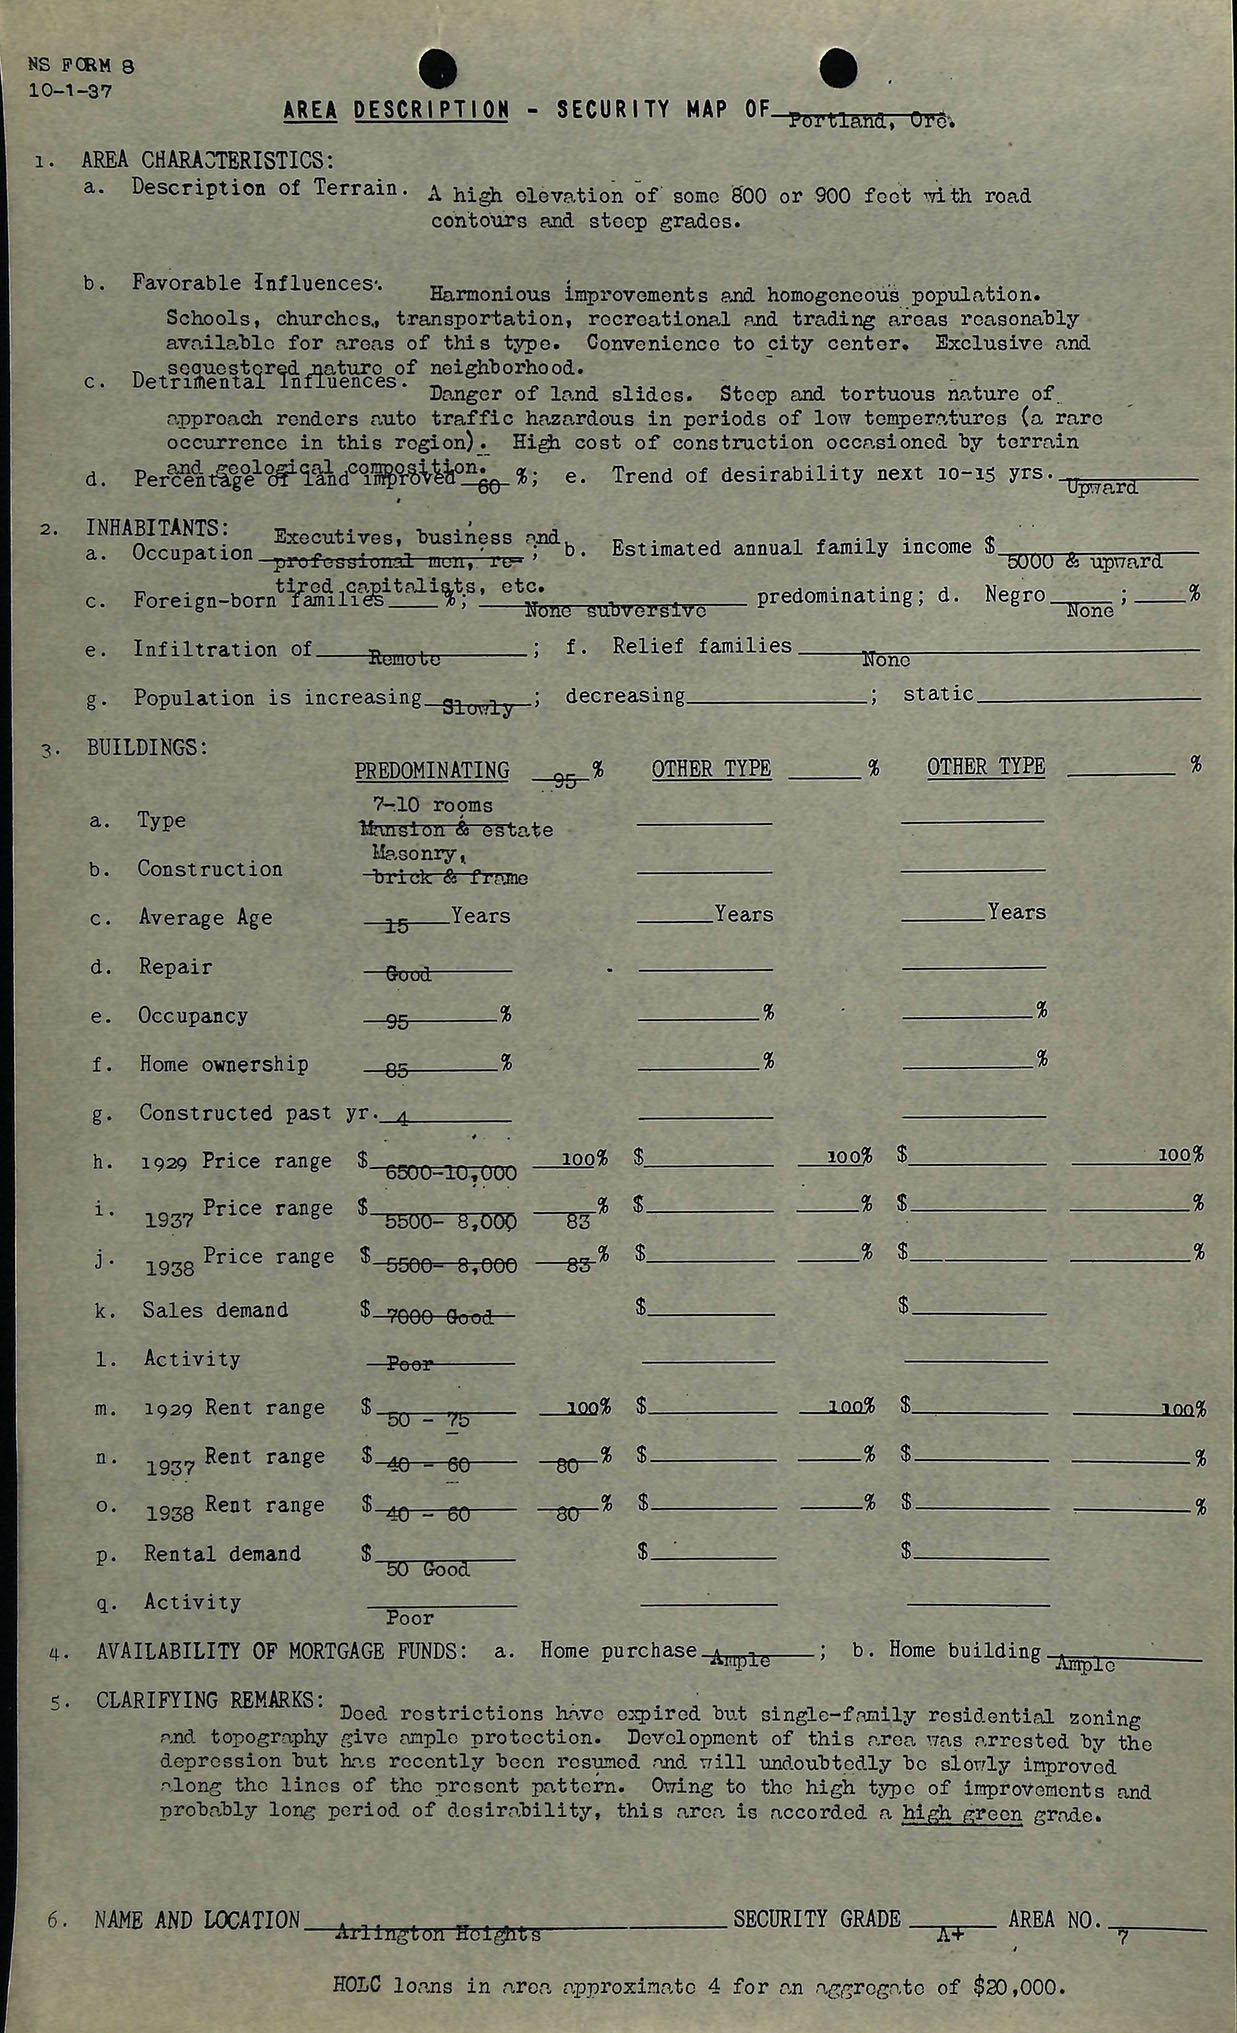 NS FORM 8
10-1-37
AREA DESCRIPTION - SECURITY MAP OF Portland, Ore.
1. AREA CHARACTERISTICS:
a. Description of Terrain. A high elevation of some 800 or 900 feet with road
contours and steep grades.
b. Favorable Influences. Harmonious improvements and homogeneous population.
Schools, churches, transportation, recreational and trading areas reasonably
available for areas of this type. Convenience to city center. Exclusive and
sequestered nature of neighborhood.
c. Detrimental Influences. Danger of land slides. Steep and tortuous nature of
approach renders auto traffic hazardous in periods of low temperatures (a rare
occurrence in this region). High cost of construction occasioned by terrain
and geological composition.
d. Percentage of land improved 60 %; e. Trend of desirability next 10-15 yrs. Upward
2. INHABITANTS:
a. Occupation Executives, business and professional men, retired capitalists, etc. ; b. Estimated annual family income $ 5000 & upward
c. Foreign-born families %; None subversive predominating; d. Negro None ; %
e. Infiltration of Remote ; f. Relief families None
g. Population is increasing Slowly ; decreasing ; static
3. BUILDINGS:
PREDOMINATING 95 % OTHER TYPE % OTHER TYPE %
7-10 rooms
a. Type Mansion & estate
Masonry,
b. Construction brick & frame
c. Average Age 15 Years Years Years
d. Repair Good
e. Occupancy 95 % % %
f. Home ownership 85 % % %
g. Constructed past yr. 4
h. 1929 Price range $ 6500-10,000 100% $ 100% $ 100%
i. 1937 Price range $ 5500- 8,000 83 % $ % $ %
j. 1938 Price range $ 5500- 8,000 83 % $ % $ %
k. Sales demand $ 7000 Good $ $
l. Activity Poor
m. 1929 Rent range $ 50 - 75 100% $ 100% $ 100%
n. 1937 Rent range $ 40 - 60 80 % $ % $ %
o. 1938 Rent range $ 40 - 60 80 % $ % $ %
p. Rental demand $ 50 Good $ $
q. Activity Poor
4. AVAILABILITY OF MORTGAGE FUNDS: a. Home purchase Ample ; b. Home building Ample
5. CLARIFYING REMARKS: Deed restrictions have expired but single-family residential zoning
and topography give ample protection. Development of this area was arrested by the
depression but has recently been resumed and will undoubtedly be slowly improved
along the lines of the present pattern. Owing to the high type of improvements and
probably long period of desirability, this area is accorded a high green grade.
6. NAME AND LOCATION Arlington Heights SECURITY GRADE A+ AREA NO. 7
HOLC loans in area approximate 4 for an aggregate of $20,000.